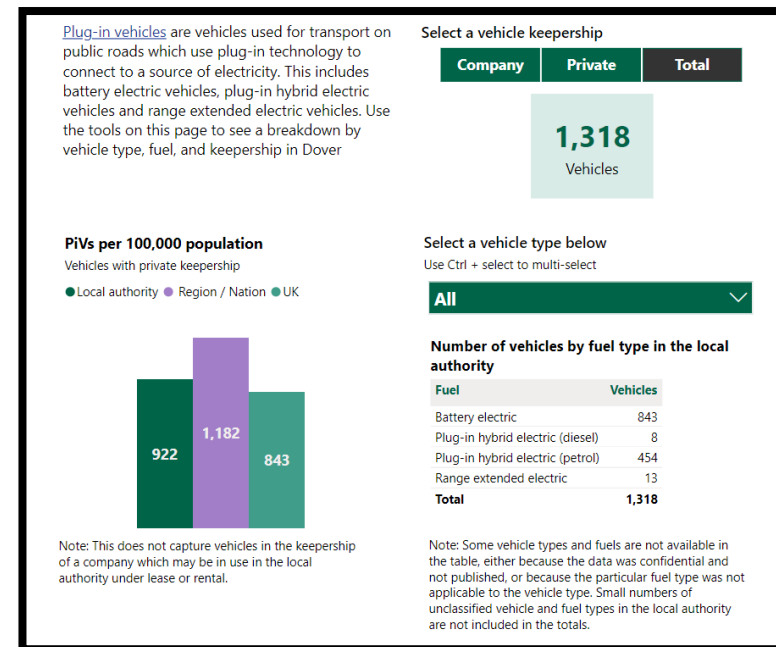 Plug-in vehicles are vehicles used for transport on
public roads which use plug-in technology to
connect to a source of electricity. This includes
battery electric vehicles, plug-in hybrid electric
vehicles and range extended electric vehicles. Use
the tools on this page to see a breakdown by
vehicle type, fuel, and keepership in Dover
Select a vehicle keepership
Company Private Total
1,318
Vehicles
PiVs per 100,000 population
Vehicles with private keepership
Local authority Region / Nation UK
922
1,182
843
Note: This does not capture vehicles in the keepership
of a company which may be in use in the local
authority under lease or rental.
Select a vehicle type below
Use Ctrl + select to multi-select
All
Number of vehicles by fuel type in the local
authority
Fuel Vehicles
Battery electric 843
Plug-in hybrid electric (diesel) 8
Plug-in hybrid electric (petrol) 454
Range extended electric 13
Total 1,318
Note: Some vehicle types and fuels are not available in
the table, either because the data was confidential and
not published, or because the particular fuel type was not
applicable to the vehicle type. Small numbers of
unclassified vehicle and fuel types in the local authority
are not included in the totals.